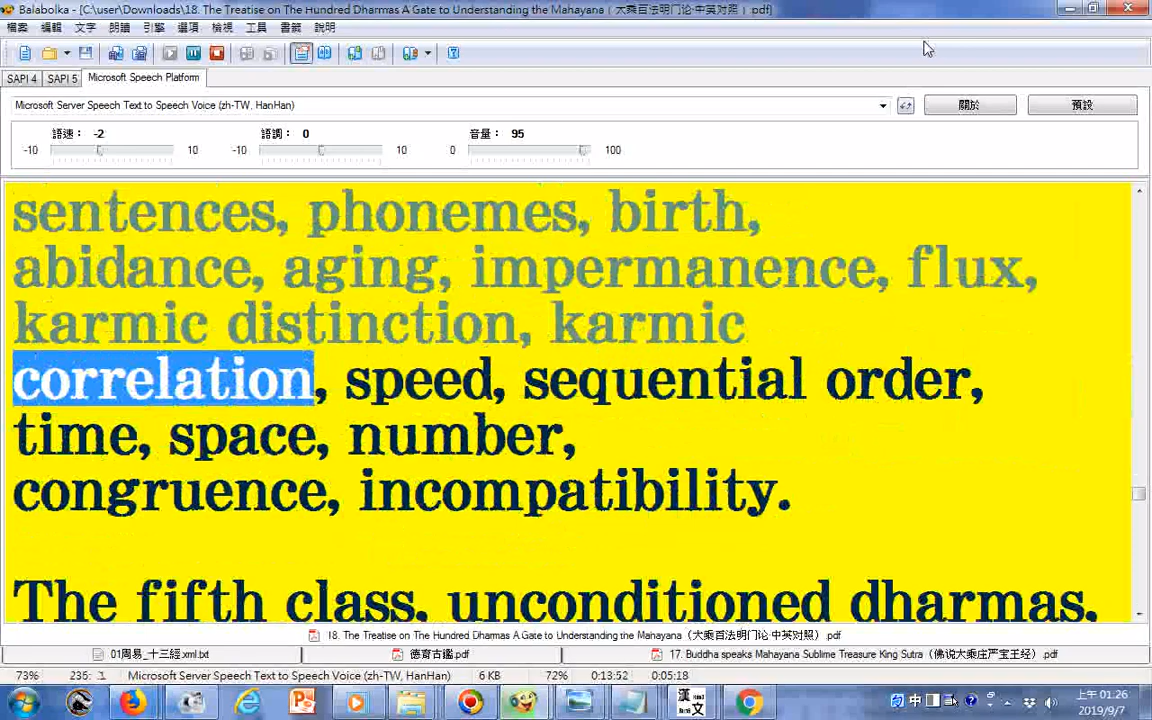 Balabolka - [C:\user\Downloads\18. The Treatise on The Hundred Dharmas A Gate to Understanding the Mahayana（大乘百法明门论·中英对照）.pdf]
檔案 編輯 文字 朗讀 引擎 選項 檢視 工具 書籤 說明
SAPI 4 SAPI 5 Microsoft Speech Platform
Microsoft Server Speech Text to Speech Voice (zh-TW, HanHan) 關於 預設
語速： -2 語調： 0 音量： 95
-10 10 -10 10 0 100
sentences, phonemes, birth,
abidance, aging, impermanence, flux,
karmic distinction, karmic
correlation, speed, sequential order,
time, space, number,
congruence, incompatibility.
The fifth class, unconditioned dharmas,
18. The Treatise on The Hundred Dharmas A Gate to Understanding the Mahayana（大乘百法明门论·中英对照）.pdf
01周易_十三經.xml.txt 德育古鑑.pdf 17. Buddha speaks Mahayana Sublime Treasure King Sutra（佛说大乘庄严宝王经）.pdf
73% 235: 1 Microsoft Server Speech Text to Speech Voice (zh-TW, HanHan) 6 KB 72% 0:13:52 0:05:18
漢文 中 上午 01:26
2019/9/7